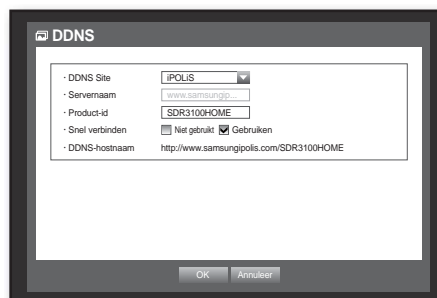 DDNS
· DDNS Site iPOLiS
· Servernaam www.samsungip...
· Product-id SDR3100HOME
· Snel verbinden Niet gebruikt Gebruiken
· DDNS-hostnaam http://www.samsungipolis.com/SDR3100HOME
OK Annuleer